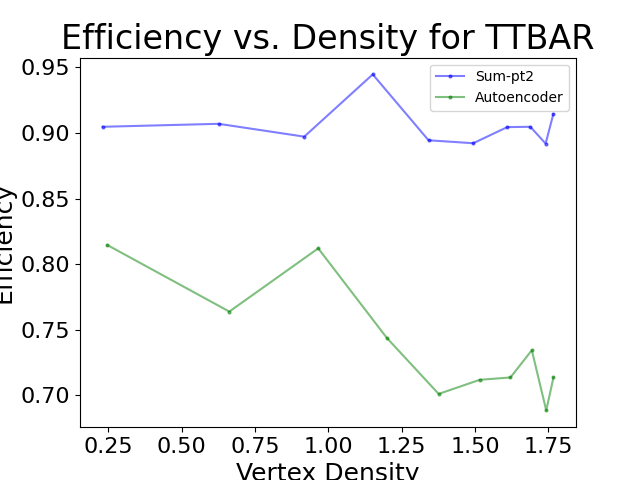 Efficiency vs. Density for TTBAR
Sum-pt2
Autoencoder
Efficiency
0.95
0.90
0.85
0.80
0.75
0.70
0.25 0.50 0.75 1.00 1.25 1.50 1.75
Vertex Density